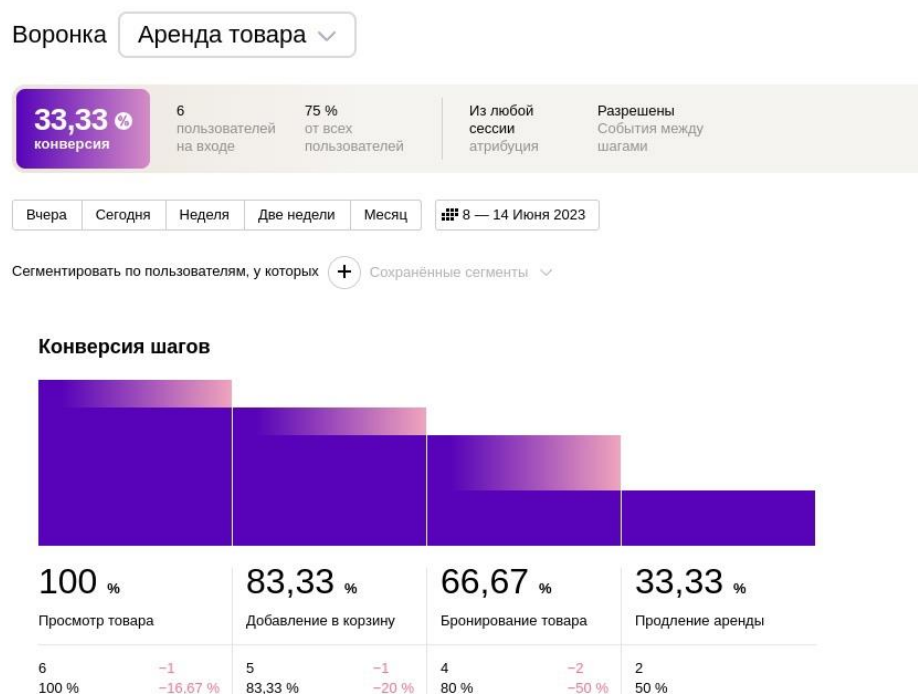 Воронка Аренда товара
33,33 %
конверсия
6
пользователей
на входе
75 %
от всех
пользователей
Из любой
сессии
атрибуция
Разрешены
События между
шагами
Вчера Сегодня Неделя Две недели Месяц 8 — 14 Июня 2023
Сегментировать по пользователям, у которых + Сохранённые сегменты
Конверсия шагов
100 % 83,33 % 66,67 % 33,33 %
Просмотр товара Добавление в корзину Бронирование товара Продление аренды
6 −1 5 −1 4 −2 2
100 % −16,67 % 83,33 % −20 % 80 % −50 % 50 %